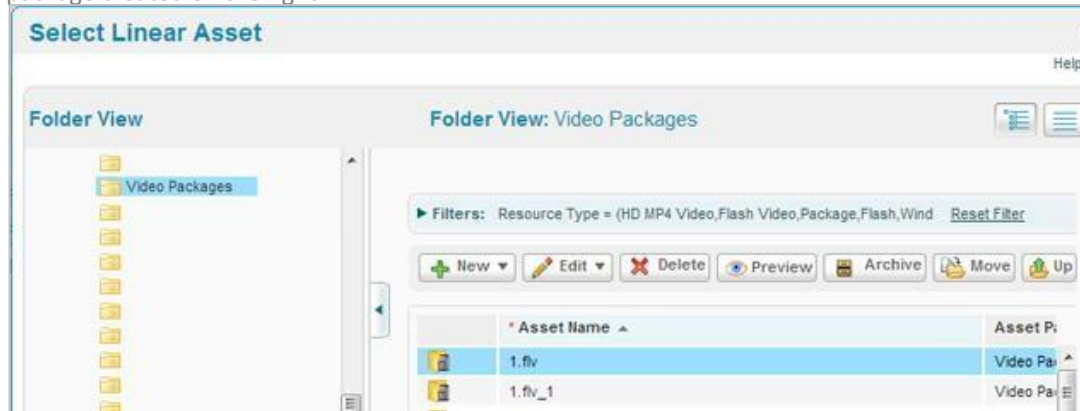 Select Linear Asset
Help
Folder View
Folder View: Video Packages
Video Packages
Filters: Resource Type = (HD MP4 Video,Flash Video,Package,Flash,Wind Reset Filter
New Edit Delete Preview Archive Move Up
* Asset Name Asset Pa
1.flv Video Pa
1.flv_1 Video Pa